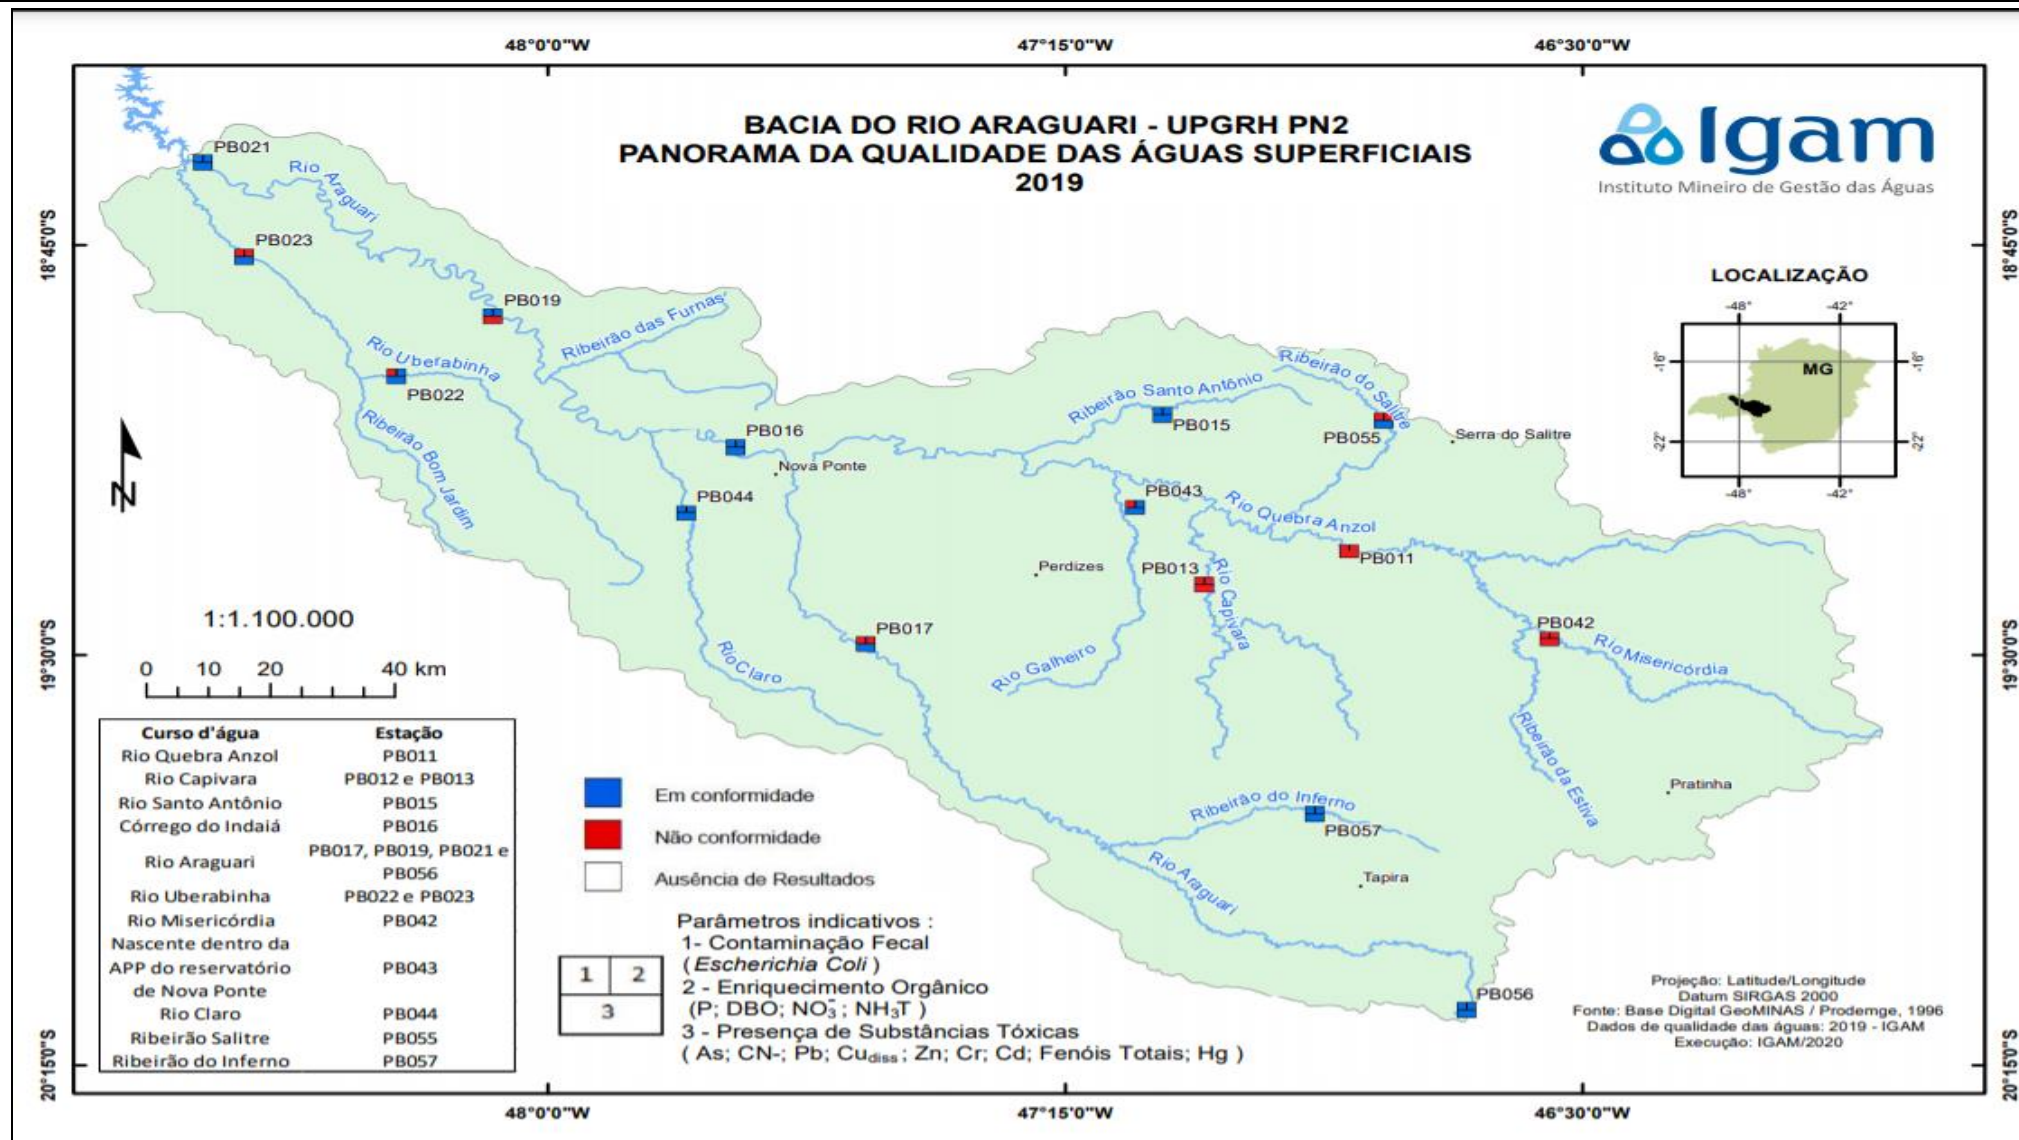 48°0'0"W
47°15'0"W
46°30'0"W
BACIA DO RIO ARAGUARI - UPGRH PN2
PANORAMA DA QUALIDADE DAS ÁGUAS SUPERFICIAIS
2019
Igam
Instituto Mineiro de Gestão das Águas
PB021
Rio Araguari
18°45'0"S
18°45'0"S
PB023
LOCALIZAÇÃO
-48°
-42°
-16°
-16°
MG
-22°
-22°
-48°
-42°
PB019
Ribeirão das Furnas
Rio Uberabinha
PB022
Ribeirão Bom Jardim
Ribeirão do Salitre
Ribeirão Santo Antônio
PB015
PB055
Serra do Salitre
PB016
Nova Ponte
PB044
PB043
Rio Quebra Anzol
PB011
N
Perdizes
PB013
Rio Capivara
1:1.100.000
PB017
PB042
Rio Misericórdia
19°30'0"S
19°30'0"S
Rio Claro
Rio Galheiro
0 10 20 40 km
Ribeirão da Estiva
Pratinha
Ribeirão do Inferno
PB057
Rio Araguari
Tapira
PB056
Curso d'água Estação
Rio Quebra Anzol PB011
Rio Capivara PB012 e PB013
Rio Santo Antônio PB015
Córrego do Indaiá PB016
Rio Araguari PB017, PB019, PB021 e
PB056
Rio Uberabinha PB022 e PB023
Rio Misericórdia PB042
Nascente dentro da
APP do reservatório PB043
de Nova Ponte
Rio Claro PB044
Ribeirão Salitre PB055
Ribeirão do Inferno PB057
Em conformidade
Não conformidade
Ausência de Resultados
1 2
3
Parâmetros indicativos :
1- Contaminação Fecal
(Escherichia Coli )
2 - Enriquecimento Orgânico
(P; DBO; NO₃⁻ ; NH₃T )
3 - Presença de Substâncias Tóxicas
( As; CN-; Pb; Cudiss ; Zn; Cr; Cd; Fenóis Totais; Hg )
Projeção: Latitude/Longitude
Datum SIRGAS 2000
Fonte: Base Digital GeoMINAS / Prodemge, 1996
Dados de qualidade das águas: 2019 - IGAM
Execução: IGAM/2020
20°15'0"S
20°15'0"S
48°0'0"W
47°15'0"W
46°30'0"W